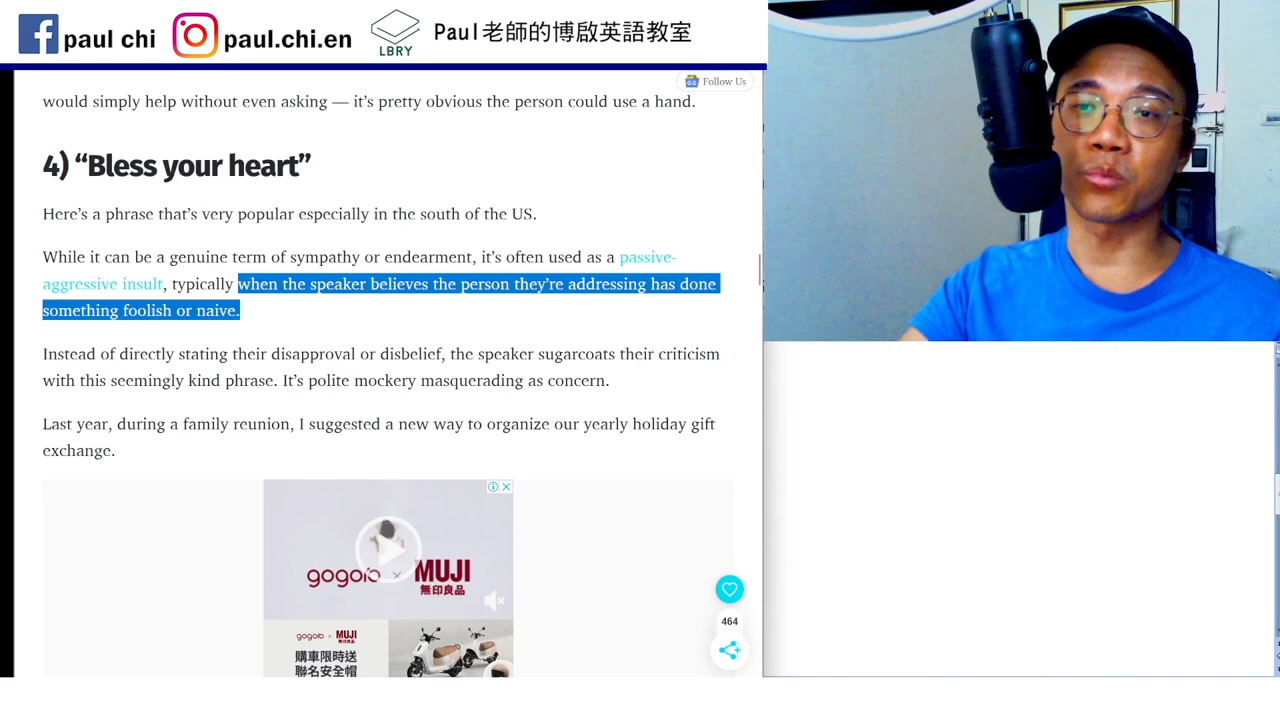 paul chi
paul.chi.en
LBRY
Paul老師的博啟英語教室
Follow Us
would simply help without even asking — it's pretty obvious the person could use a hand.
4) “Bless your heart”
Here's a phrase that's very popular especially in the south of the US.
While it can be a genuine term of sympathy or endearment, it's often used as a passive-
aggressive insult, typically when the speaker believes the person they're addressing has done
something foolish or naive.
Instead of directly stating their disapproval or disbelief, the speaker sugarcoats their criticism
with this seemingly kind phrase. It's polite mockery masquerading as concern.
Last year, during a family reunion, I suggested a new way to organize our yearly holiday gift
exchange.
gogoro × MUJI
無印良品
gogoro × MUJI
購車限時送
聯名安全帽
464